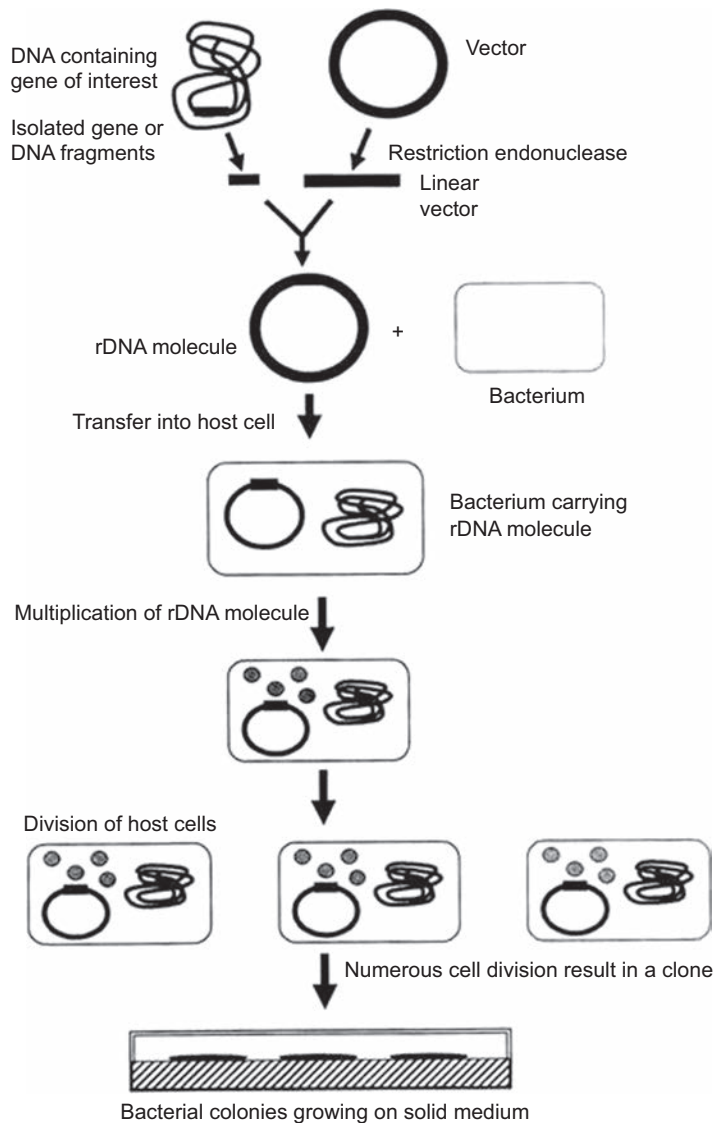 DNA containing
gene of interest
Vector
Isolated gene or
DNA fragments
Restriction endonuclease
Linear
vector
rDNA molecule
+
Bacterium
Transfer into host cell
Bacterium carrying
rDNA molecule
Multiplication of rDNA molecule
Division of host cells
Numerous cell division result in a clone
Bacterial colonies growing on solid medium